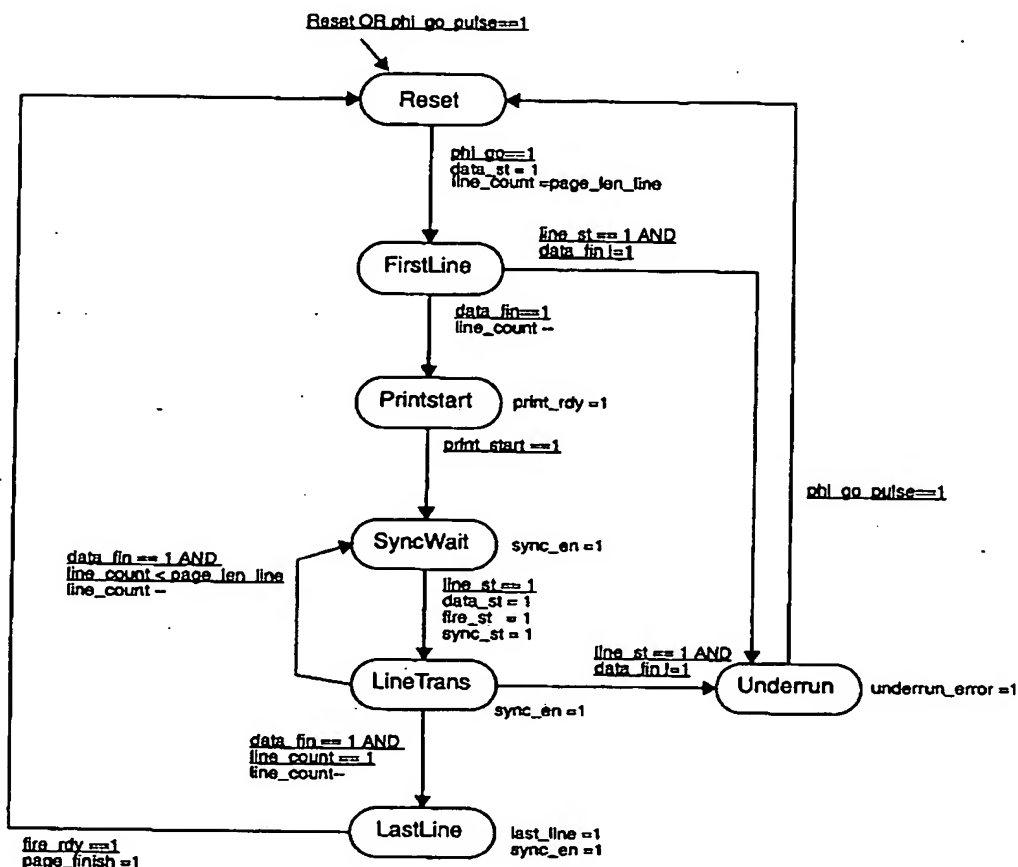 Reset OR phi_go_pulse==1
Reset
phi_go==1
data_st = 1
line_count =page_len_line
FirstLine
line_st == 1 AND
data_fin !=1
data_fin==1
line_count --
Printstart
print_rdy =1
print_start ==1
phi_go_pulse==1
SyncWait
sync_en =1
data_fin == 1 AND
line_count < page_len_line
line_count --
line_st == 1
data_st = 1
fire_st = 1
sync_st = 1
LineTrans
sync_en =1
line_st == 1 AND
data_fin !=1
Underrun
underrun_error =1
data_fin == 1 AND
line_count == 1
line_count--
LastLine
last_line =1
sync_en =1
fire_rdy ==1
page_finish =1